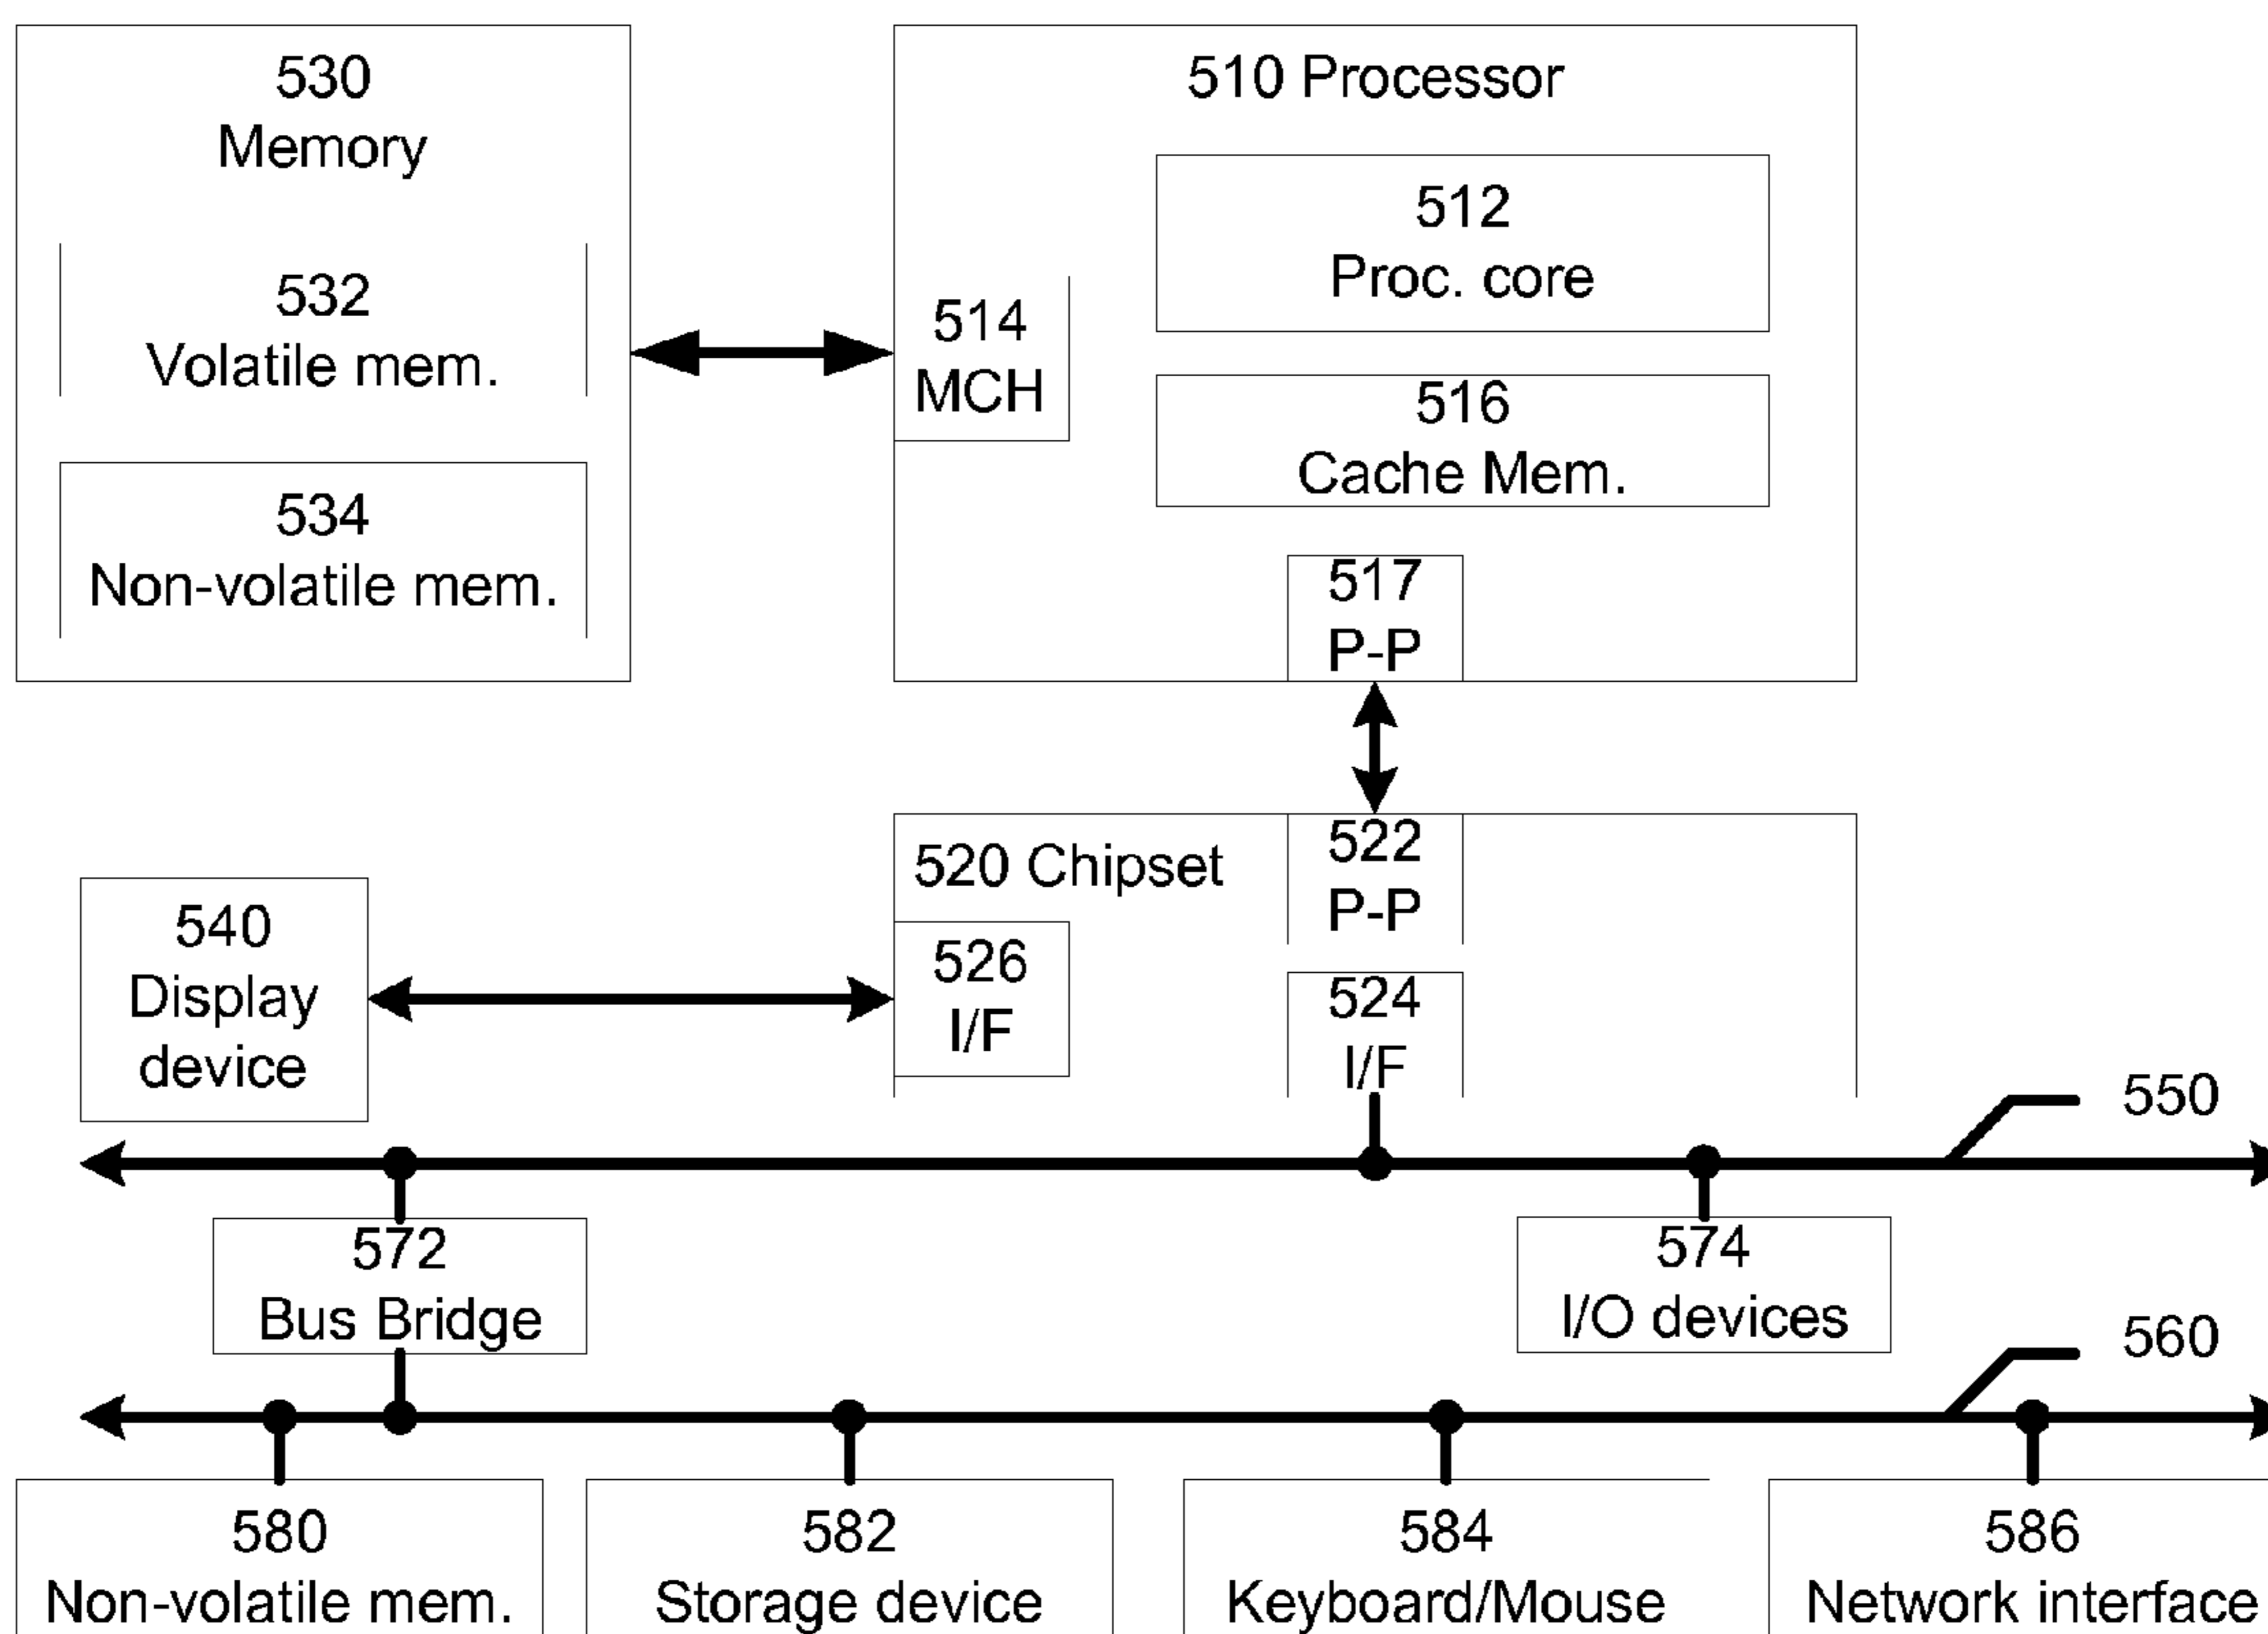 530
Memory
532
Volatile mem.
534
Non-volatile mem.
510 Processor
512
Proc. core
514
MCH
516
Cache Mem.
517
P-P
520 Chipset
522
P-P
526
I/F
524
I/F
540
Display
device
550
572
Bus Bridge
574
I/O devices
560
580
Non-volatile mem.
582
Storage device
584
Keyboard/Mouse
586
Network interface